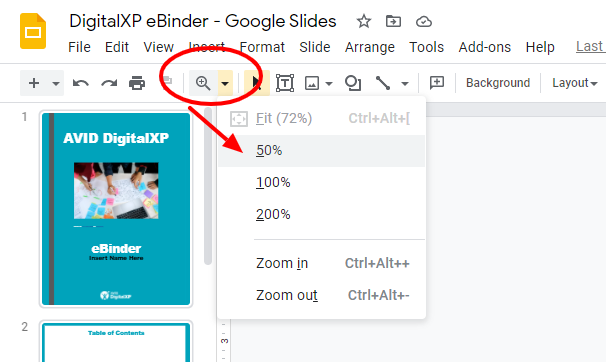 DigitalXP eBinder - Google Slides
File Edit View Insert Format Slide Arrange Tools Add-ons Help Last
Background Layout
Fit (72%) Ctrl+Alt+[
50%
100%
200%
Zoom in Ctrl+Alt++
Zoom out Ctrl+Alt+-
1
AVID DigitalXP
eBinder
Insert Name Here
DigitalXP
2
Table of Contents
3